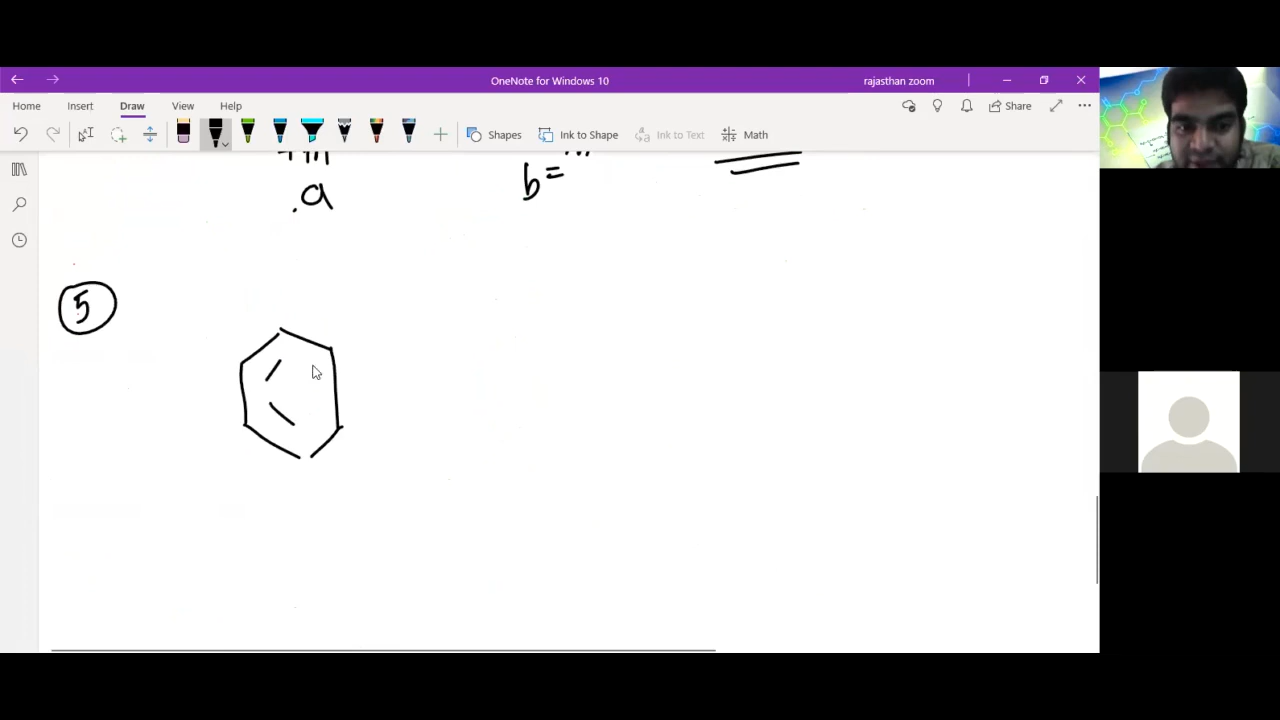 OneNote for Windows 10
rajasthan zoom
Home Insert Draw View Help
Share
Shapes Ink to Shape Ink to Text Math
.a
b=
5